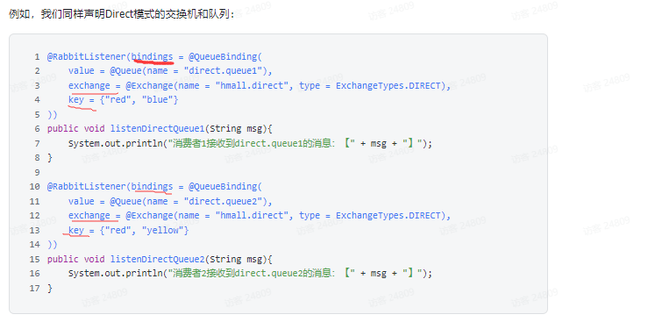 例如，我们同样声明Direct模式的交换机和队列：
1 @RabbitListener(bindings = @QueueBinding(
2     value = @Queue(name = "direct.queue1"),
3     exchange = @Exchange(name = "hmall.direct", type = ExchangeTypes.DIRECT),
4     key = {"red", "blue"}
5 ))
6 public void listenDirectQueue1(String msg){
7     System.out.println("消费者1接收到direct.queue1的消息：【" + msg + "】");
8 }
9
10 @RabbitListener(bindings = @QueueBinding(
11     value = @Queue(name = "direct.queue2"),
12     exchange = @Exchange(name = "hmall.direct", type = ExchangeTypes.DIRECT),
13     key = {"red", "yellow"}
14 ))
15 public void listenDirectQueue2(String msg){
16     System.out.println("消费者2接收到direct.queue2的消息：【" + msg + "】");
17 }